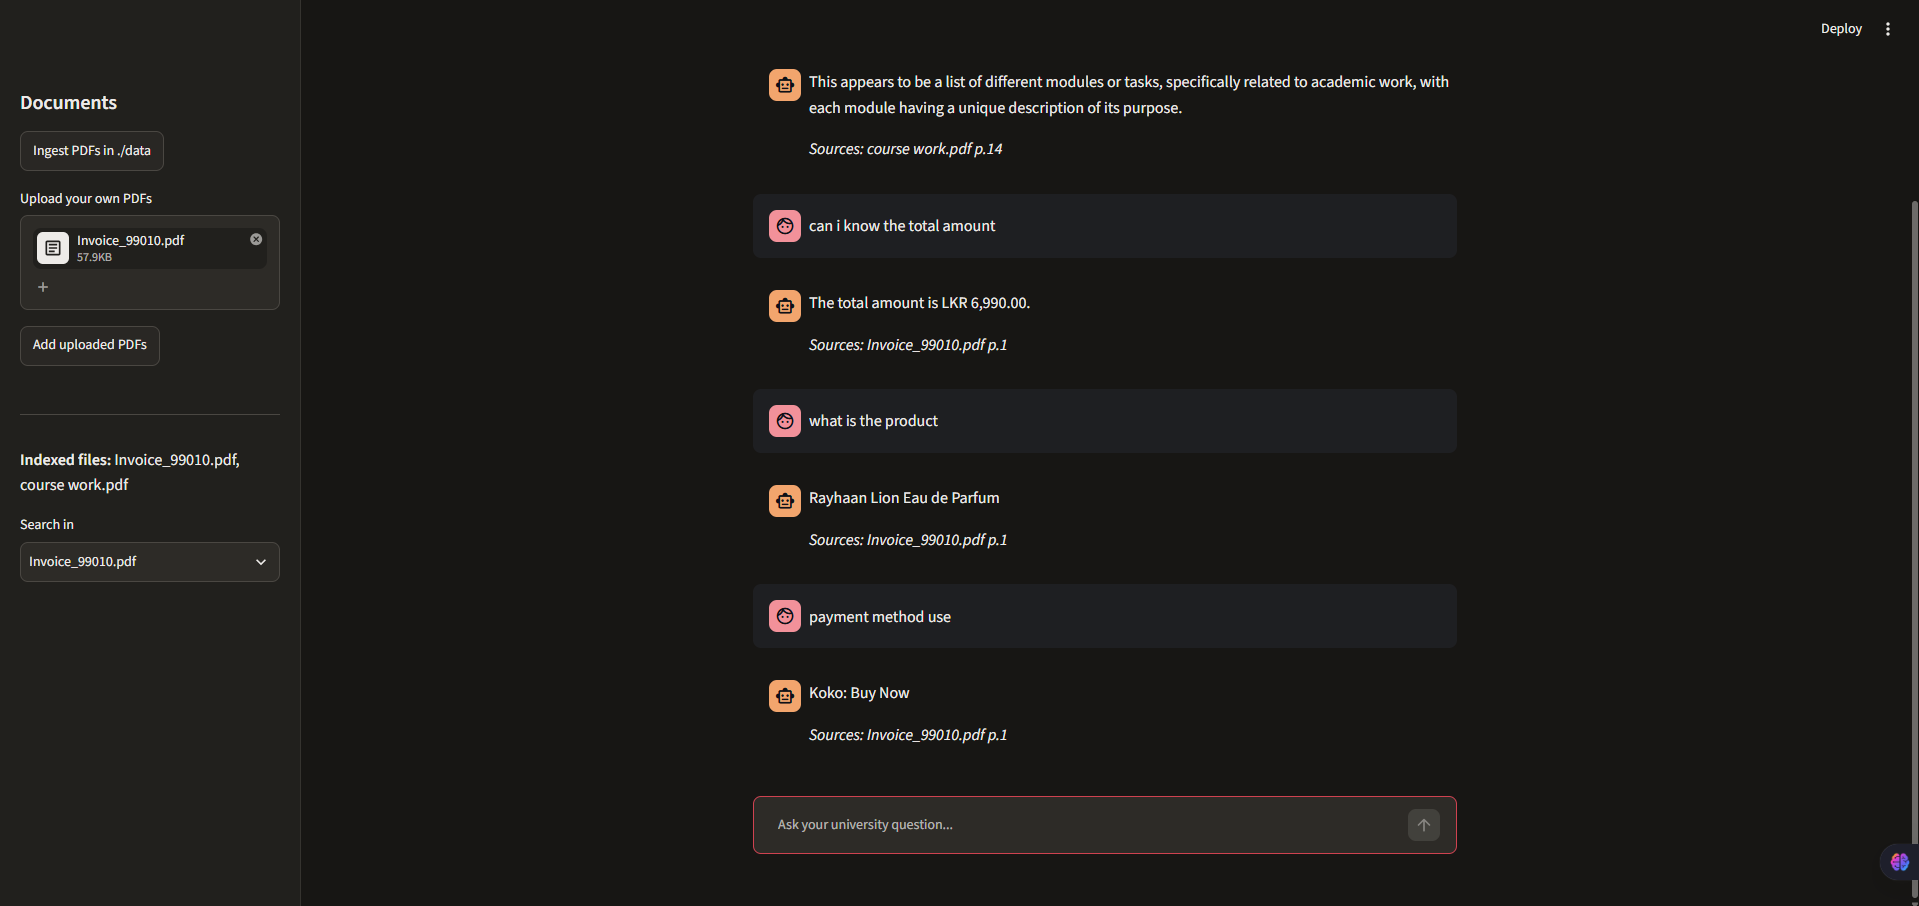 Deploy
Documents
Ingest PDFs in ./data
Upload your own PDFs
Invoice_99010.pdf
57.9KB
Add uploaded PDFs
Indexed files: Invoice_99010.pdf,
course work.pdf
Search in
Invoice_99010.pdf
This appears to be a list of different modules or tasks, specifically related to academic work, with
each module having a unique description of its purpose.
Sources: course work.pdf p.14
can i know the total amount
The total amount is LKR 6,990.00.
Sources: Invoice_99010.pdf p.1
what is the product
Rayhaan Lion Eau de Parfum
Sources: Invoice_99010.pdf p.1
payment method use
Koko: Buy Now
Sources: Invoice_99010.pdf p.1
Ask your university question...